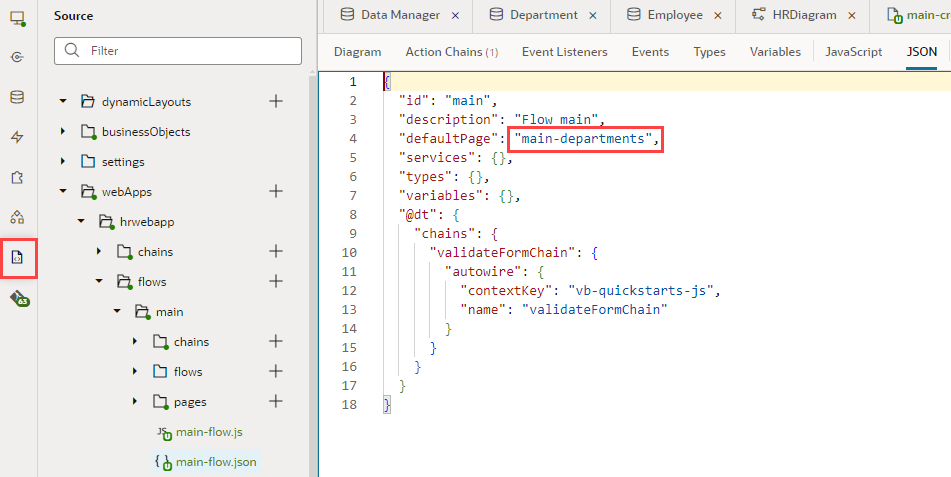 Source
Filter
dynamicLayouts
businessObjects
settings
webApps
hrwebapp
chains
flows
main
chains
flows
pages
JS
main-flow.js
{ }
main-flow.json
63
Data Manager ×
Department ×
Employee ×
HRDiagram ×
main-cr
Diagram
Action Chains (1)
Event Listeners
Events
Types
Variables
JavaScript
JSON
1 {
2 "id": "main",
3 "description": "Flow main",
4 "defaultPage": "main-departments",
5 "services": {},
6 "types": {},
7 "variables": {},
8 "@dt": {
9 "chains": {
10 "validateFormChain": {
11 "autowire": {
12 "contextKey": "vb-quickstarts-js",
13 "name": "validateFormChain"
14 }
15 }
16 }
17 }
18 }